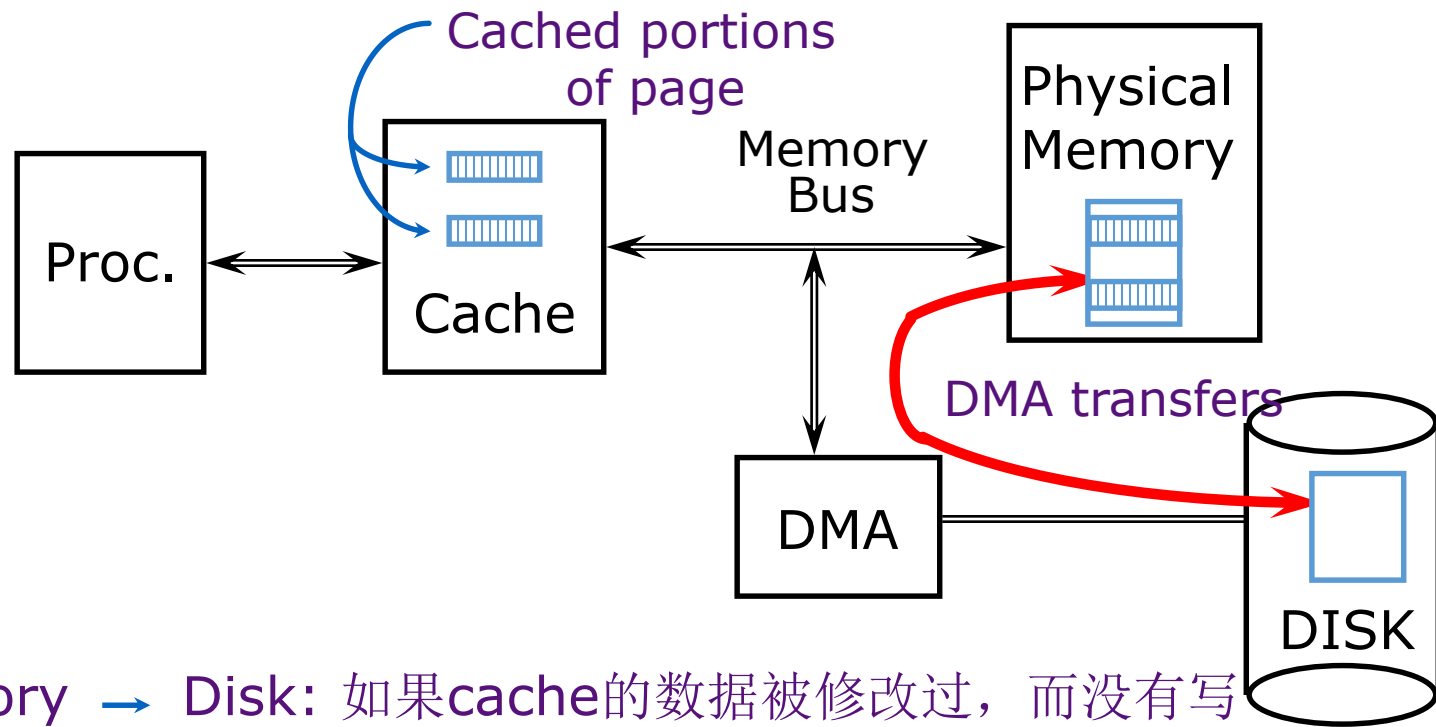 Cached portions
of page
Physical
Memory
Memory
Bus
Proc.
Cache
DMA transfers
DMA
DISK
ory → Disk: 如果cache的数据被修改过，而没有写